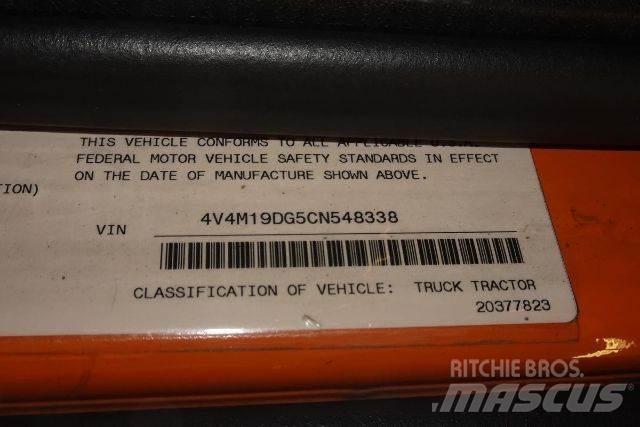 THIS VEHICLE CONFORMS TO ALL APPLICABLE U.S.A.
FEDERAL MOTOR VEHICLE SAFETY STANDARDS IN EFFECT
ON THE DATE OF MANUFACTURE SHOWN ABOVE.
TION)
VIN 4V4M19DG5CN548338
CLASSIFICATION OF VEHICLE: TRUCK TRACTOR
20377823
RITCHIE BROS.
MASCUS